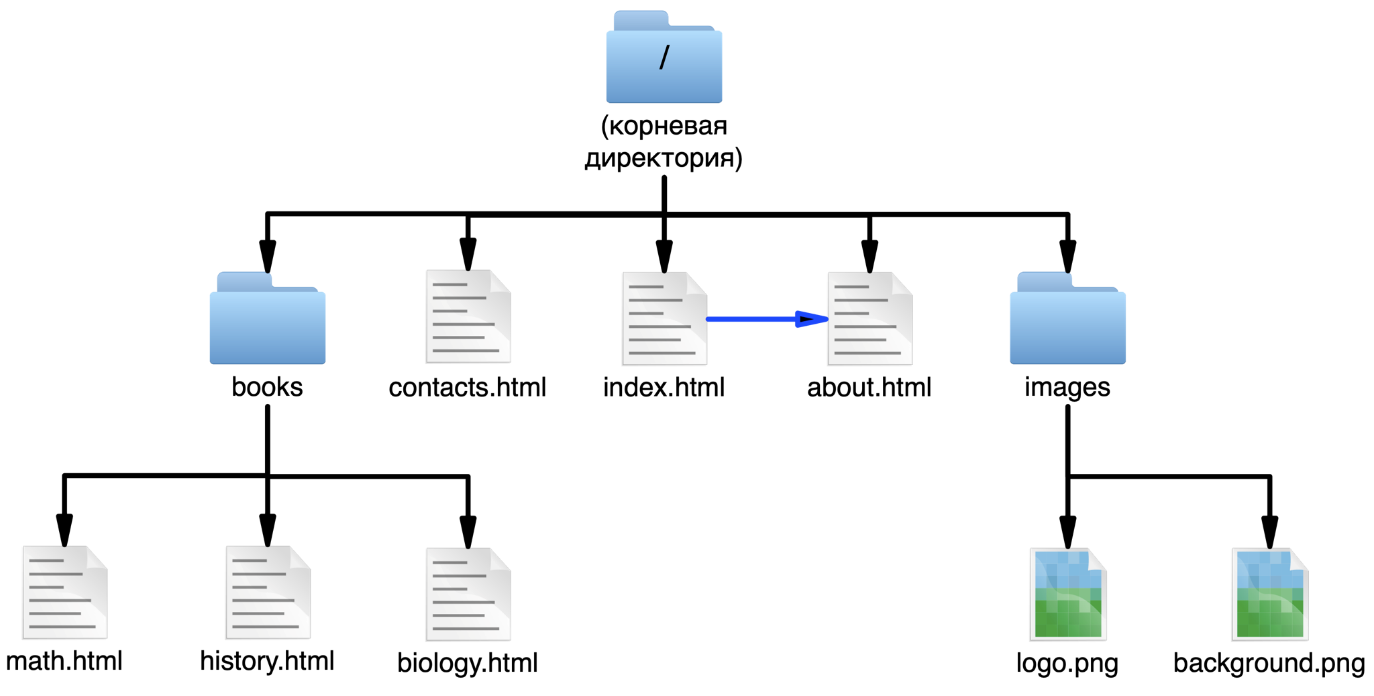 /
(корневая
директория)
books
contacts.html
index.html
about.html
images
math.html
history.html
biology.html
logo.png
background.png